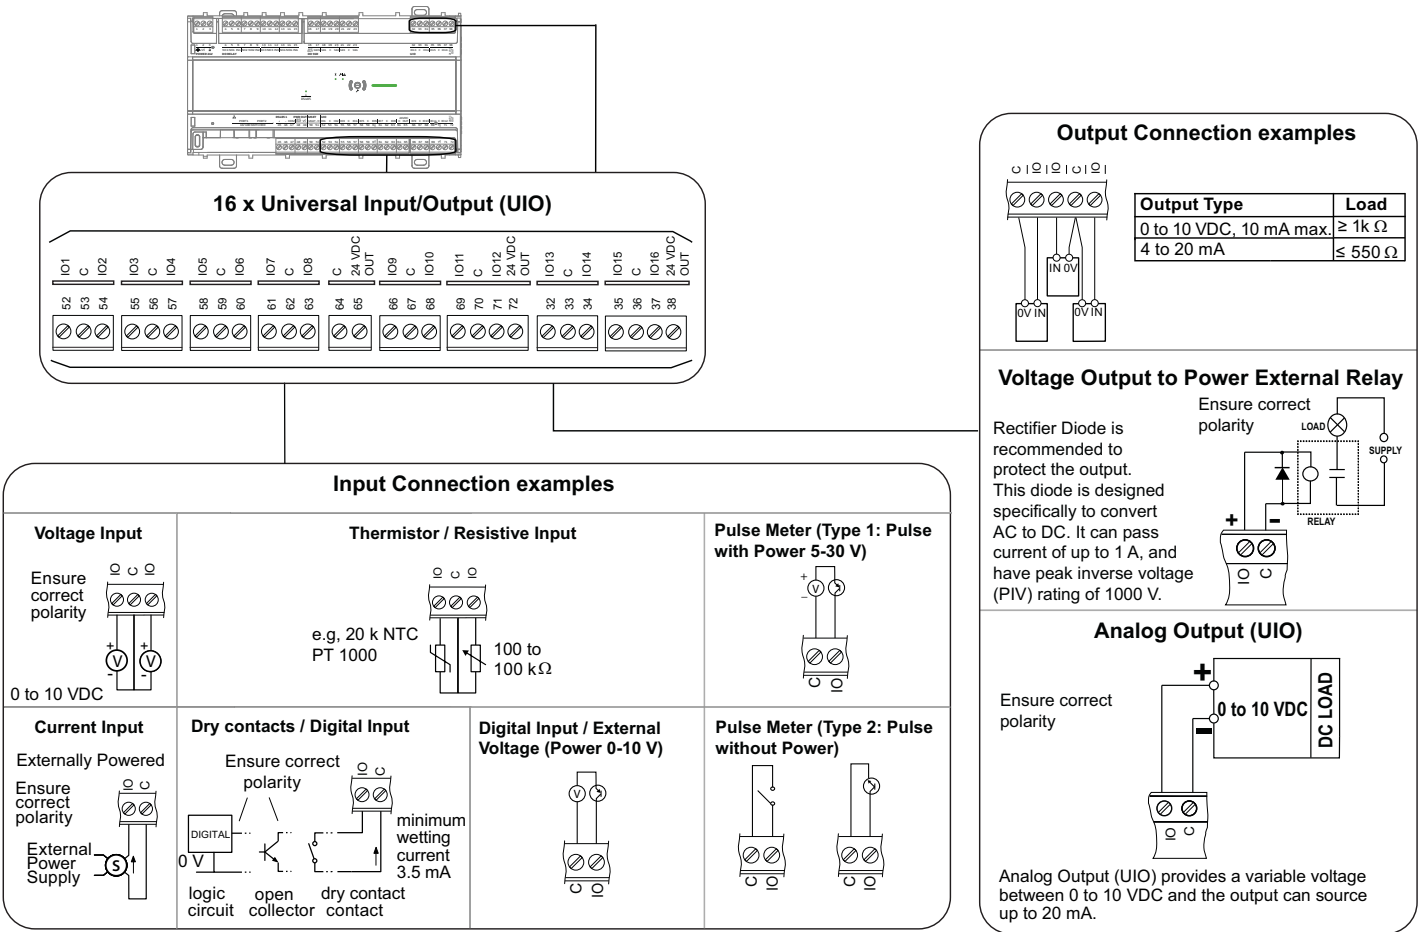 16 x Universal Input/Output (UIO)
IO1 C IO2 IO3 C IO4 IO5 C IO6 IO7 C IO8 C 24 VDC OUT IO9 C IO10 IO11 C IO12 24 VDC OUT IO13 C IO14 IO15 C IO16 24 VDC OUT
52 53 54 55 56 57 58 59 60 61 62 63 64 65 66 67 68 69 70 71 72 32 33 34 35 36 37 38
Output Connection examples
C IO IO C IO
IN 0V
0V IN
0V IN
Output Type Load
0 to 10 VDC, 10 mA max. ≥ 1k Ω
4 to 20 mA ≤ 550 Ω
Voltage Output to Power External Relay
Rectifier Diode is
recommended to
protect the output.
This diode is designed
specifically to convert
AC to DC. It can pass
current of up to 1 A, and
have peak inverse voltage
(PIV) rating of 1000 V.
Ensure correct
polarity
LOAD
SUPPLY
RELAY
+ -
IO C
Analog Output (UIO)
Ensure correct
polarity
+
0 to 10 VDC
-
DC LOAD
IO C
Analog Output (UIO) provides a variable voltage
between 0 to 10 VDC and the output can source
up to 20 mA.
Input Connection examples
Voltage Input
Ensure
correct
polarity
IO C IO
+ +
V V
- -
0 to 10 VDC
Thermistor / Resistive Input
IO C IO
e.g, 20 k NTC
PT 1000
100 to
100 kΩ
Pulse Meter (Type 1: Pulse
with Power 5-30 V)
+
V
−
C IO
Current Input
Externally Powered
Ensure
correct
polarity
IO C
External
Power
Supply
S
Dry contacts / Digital Input
Ensure correct
polarity
IO C
DIGITAL
0 V
minimum
wetting
current
3.5 mA
logic
circuit
open
collector
dry contact
contact
Digital Input / External
Voltage (Power 0-10 V)
V
C IO
Pulse Meter (Type 2: Pulse
without Power)
C IO
C IO